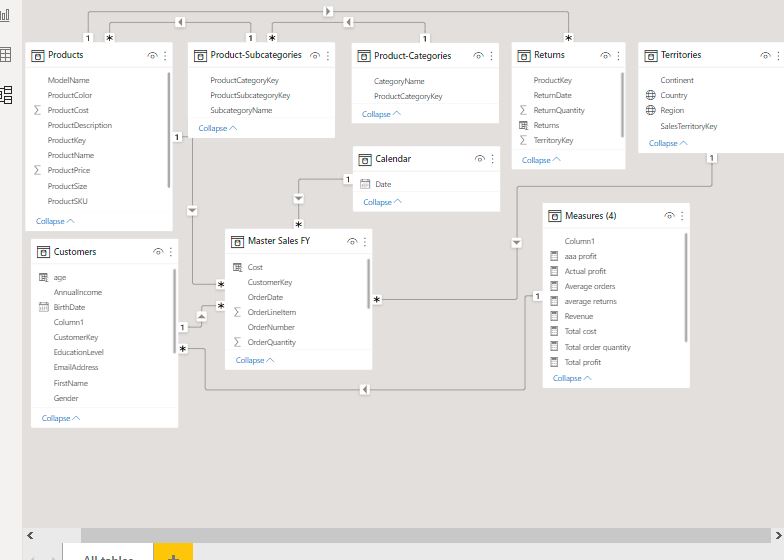 1
*
1
*
1
*
Products
ModelName
ProductColor
ProductCost
ProductDescription
ProductKey
ProductName
ProductPrice
ProductSize
ProductSKU
Collapse
Product-Subcategories
ProductCategoryKey
ProductSubcategoryKey
SubcategoryName
Collapse
Product-Categories
CategoryName
ProductCategoryKey
Collapse
Returns
ProductKey
ReturnDate
ReturnQuantity
Returns
TerritoryKey
Collapse
Territories
Continent
Country
Region
SalesTerritoryKey
Collapse
1
1
1
Calendar
Date
Collapse
*
Customers
age
AnnualIncome
BirthDate
Column1
CustomerKey
EducationLevel
EmailAddress
FirstName
Gender
Collapse
1
*
*
*
Master Sales FY
Cost
CustomerKey
OrderDate
OrderLineItem
OrderNumber
OrderQuantity
Collapse
*
1
Measures (4)
Column1
aaa profit
Actual profit
Average orders
average returns
Revenue
Total cost
Total order quantity
Total profit
Collapse
All tables
+